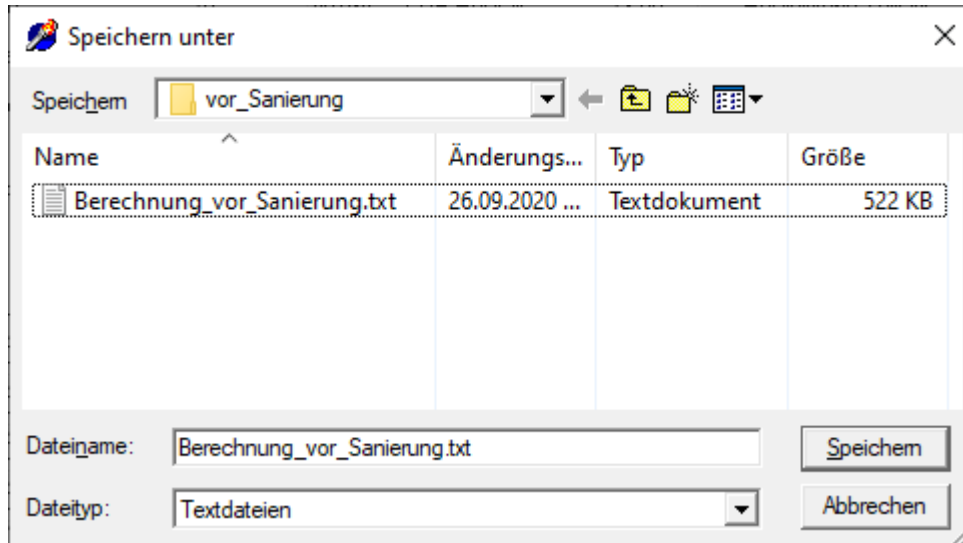 Speichern unter
Speichern vor_Sanierung
Name Änderungs... Typ Größe
Berechnung_vor_Sanierung.txt 26.09.2020 ... Textdokument 522 KB
Dateiname: Berechnung_vor_Sanierung.txt Speichern
Dateityp: Textdateien Abbrechen